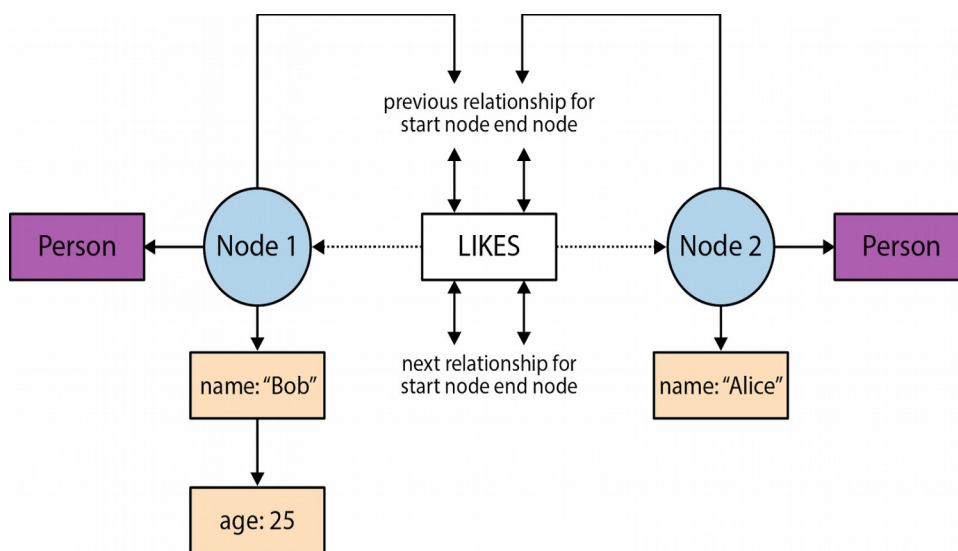 previous relationship for
start node end node
Person
Node 1
LIKES
Node 2
Person
name: “Bob”
next relationship for
start node end node
name: “Alice”
age: 25